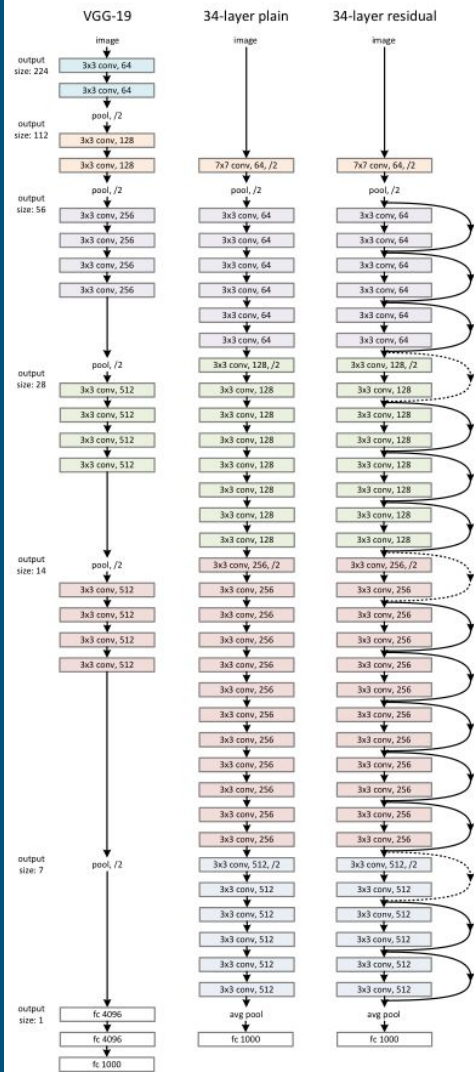 VGG-19
image
output
size: 224
3x3 conv, 64
3x3 conv, 64
pool, /2
output
size: 112
3x3 conv, 128
3x3 conv, 128
pool, /2
output
size: 56
3x3 conv, 256
3x3 conv, 256
3x3 conv, 256
3x3 conv, 256
pool, /2
output
size: 28
3x3 conv, 512
3x3 conv, 512
3x3 conv, 512
3x3 conv, 512
pool, /2
output
size: 14
3x3 conv, 512
3x3 conv, 512
3x3 conv, 512
3x3 conv, 512
output
size: 7
pool, /2
output
size: 1
fc 4096
fc 4096
fc 1000
34-layer plain
image
7x7 conv, 64, /2
pool, /2
3x3 conv, 64
3x3 conv, 64
3x3 conv, 64
3x3 conv, 64
3x3 conv, 64
3x3 conv, 64
3x3 conv, 128, /2
3x3 conv, 128
3x3 conv, 128
3x3 conv, 128
3x3 conv, 128
3x3 conv, 128
3x3 conv, 128
3x3 conv, 128
3x3 conv, 256, /2
3x3 conv, 256
3x3 conv, 256
3x3 conv, 256
3x3 conv, 256
3x3 conv, 256
3x3 conv, 256
3x3 conv, 256
3x3 conv, 256
3x3 conv, 256
3x3 conv, 256
3x3 conv, 256
3x3 conv, 512, /2
3x3 conv, 512
3x3 conv, 512
3x3 conv, 512
3x3 conv, 512
3x3 conv, 512
avg pool
fc 1000
34-layer residual
image
7x7 conv, 64, /2
pool, /2
3x3 conv, 64
3x3 conv, 64
3x3 conv, 64
3x3 conv, 64
3x3 conv, 64
3x3 conv, 64
3x3 conv, 128, /2
3x3 conv, 128
3x3 conv, 128
3x3 conv, 128
3x3 conv, 128
3x3 conv, 128
3x3 conv, 128
3x3 conv, 128
3x3 conv, 256, /2
3x3 conv, 256
3x3 conv, 256
3x3 conv, 256
3x3 conv, 256
3x3 conv, 256
3x3 conv, 256
3x3 conv, 256
3x3 conv, 256
3x3 conv, 256
3x3 conv, 256
3x3 conv, 256
3x3 conv, 512, /2
3x3 conv, 512
3x3 conv, 512
3x3 conv, 512
3x3 conv, 512
3x3 conv, 512
avg pool
fc 1000